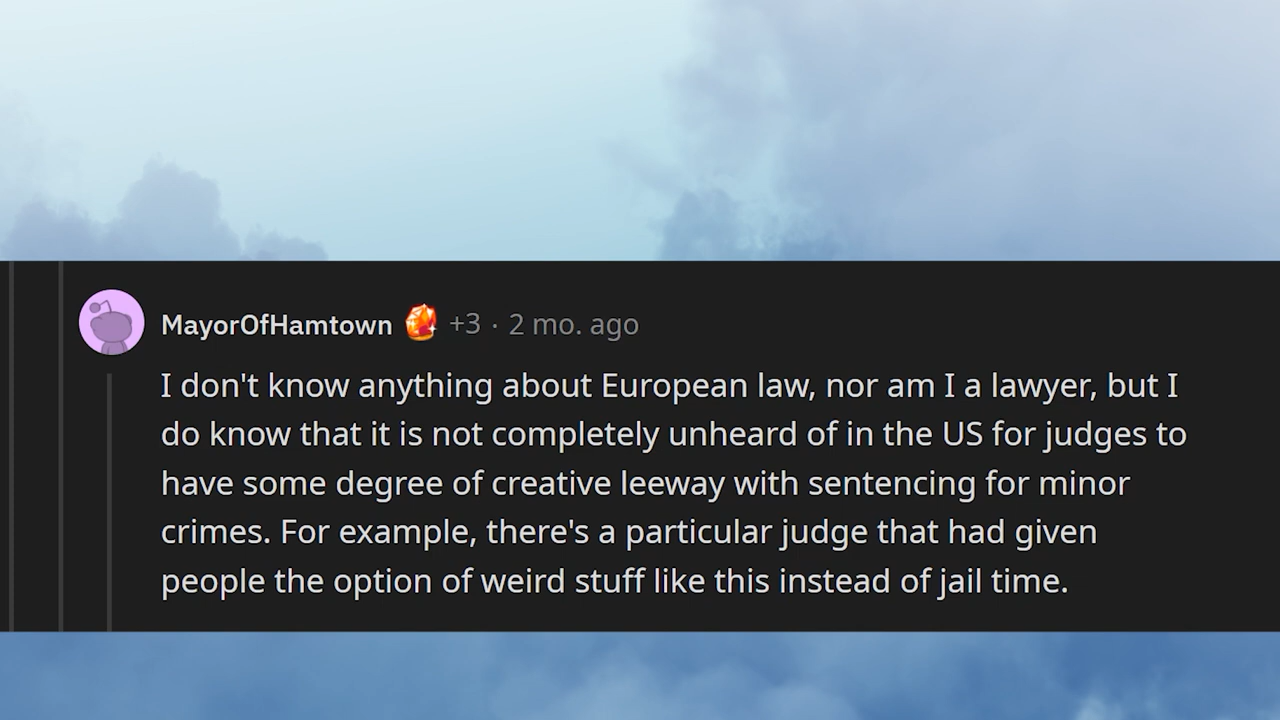 MayorOfHamtown +3 · 2 mo. ago
I don't know anything about European law, nor am I a lawyer, but I
do know that it is not completely unheard of in the US for judges to
have some degree of creative leeway with sentencing for minor
crimes. For example, there's a particular judge that had given
people the option of weird stuff like this instead of jail time.